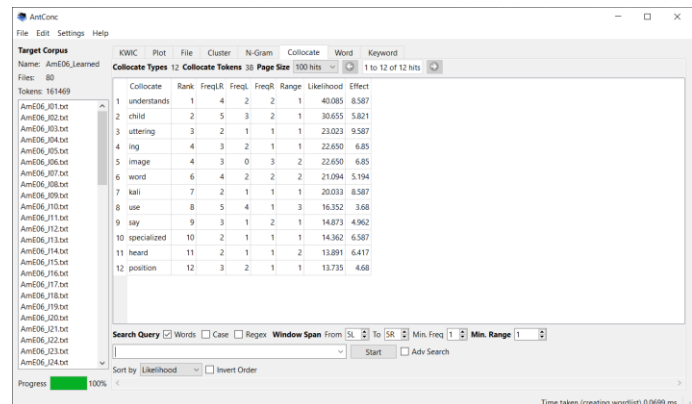 AntConc
File Edit Settings Help
Target Corpus
Name: AmE06_Learned
Files: 80
Tokens: 161469
AmE06_J01.txt
AmE06_J02.txt
AmE06_J03.txt
AmE06_J04.txt
AmE06_J05.txt
AmE06_J06.txt
AmE06_J07.txt
AmE06_J08.txt
AmE06_J09.txt
AmE06_J10.txt
AmE06_J11.txt
AmE06_J12.txt
AmE06_J13.txt
AmE06_J14.txt
AmE06_J15.txt
AmE06_J16.txt
AmE06_J17.txt
AmE06_J18.txt
AmE06_J19.txt
AmE06_J20.txt
AmE06_J21.txt
AmE06_J22.txt
AmE06_J23.txt
AmE06_J24.txt
Progress 100%
KWIC Plot File Cluster N-Gram Collocate Word Keyword
Collocate Types 12 Collocate Tokens 38 Page Size 100 hits 1 to 12 of 12 hits
Collocate Rank FreqLR FreqL FreqR Range Likelihood Effect
1 understands 1 4 2 2 1 40.085 8.587
2 child 2 5 3 2 1 30.655 5.821
3 uttering 3 2 1 1 1 23.023 9.587
4 ing 4 3 2 1 1 22.650 6.85
5 image 4 3 0 3 2 22.650 6.85
6 word 6 4 2 2 2 21.094 5.194
7 kali 7 2 1 1 1 20.033 8.587
8 use 8 5 4 1 3 16.352 3.68
9 say 9 3 1 2 1 14.873 4.962
10 specialized 10 2 1 1 1 14.362 6.587
11 heard 11 2 1 1 2 13.891 6.417
12 position 12 3 2 1 1 13.735 4.68
Search Query Words Case Regex Window Span From 5L To 5R Min. Freq 1 Min. Range 1
Start Adv Search
Sort by Likelihood Invert Order
Time taken (creating wordlist) 0.0699 ms